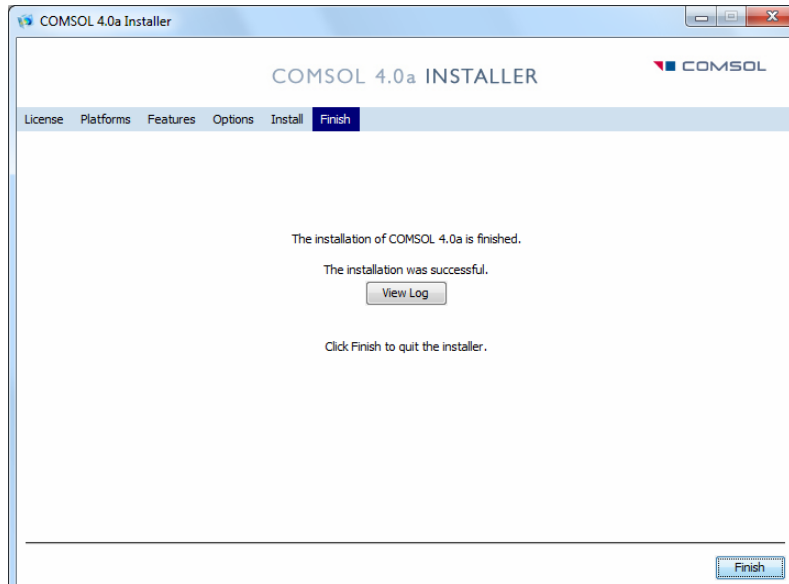 COMSOL 4.0a Installer
COMSOL 4.0a INSTALLER
COMSOL
License Platforms Features Options Install Finish
The installation of COMSOL 4.0a is finished.
The installation was successful.
View Log
Click Finish to quit the installer.
Finish